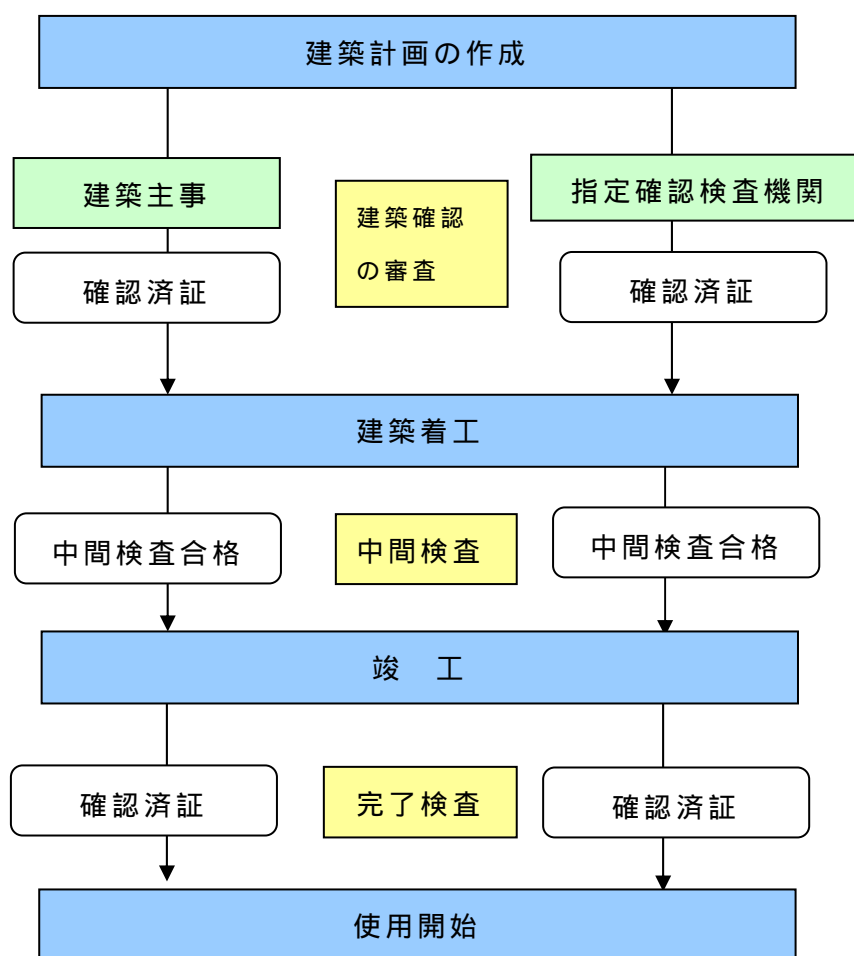 建築計画の作成
建築主事
指定確認検査機関
建築確認
の審査
確認済証
確認済証
建築着工
中間検査合格
中間検査
中間検査合格
竣　工
確認済証
完了検査
確認済証
使用開始